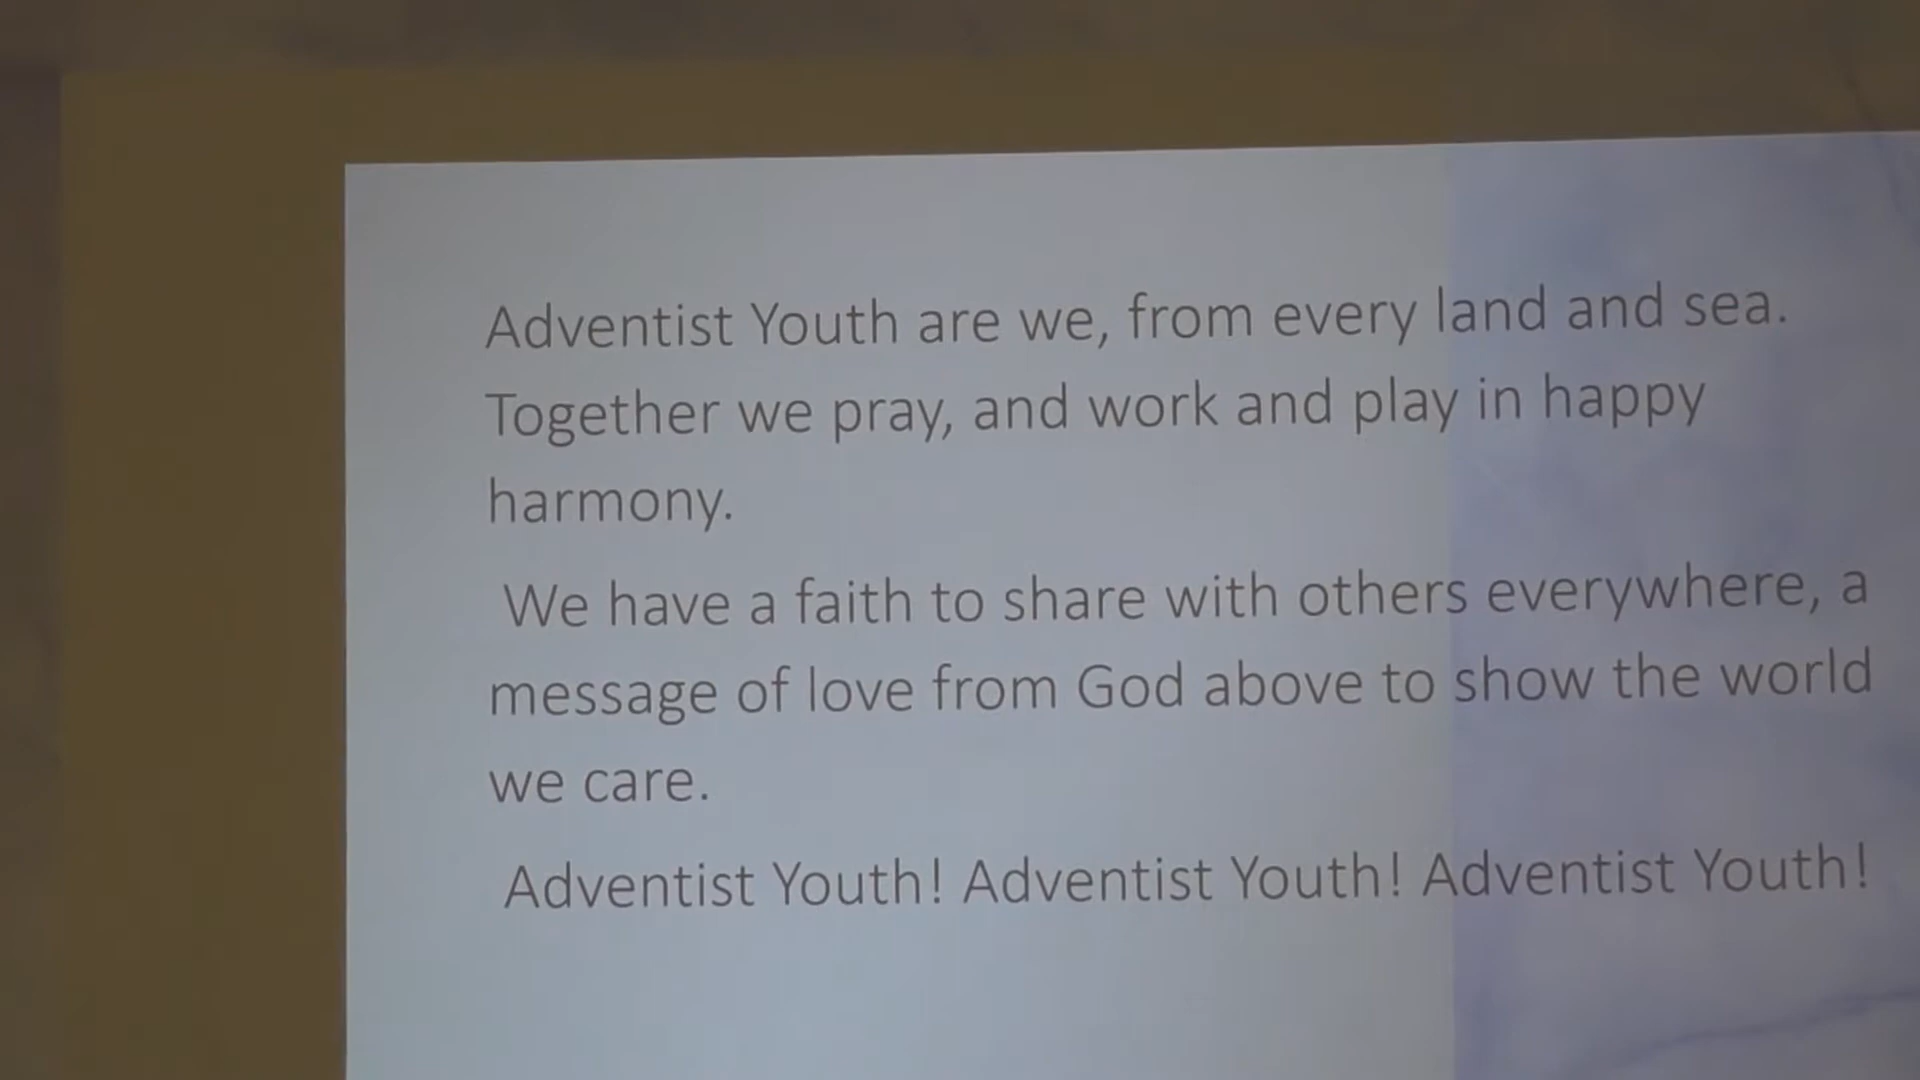 Adventist Youth are we, from every land and sea.
Together we pray, and work and play in happy
harmony.
We have a faith to share with others everywhere, a
message of love from God above to show the world
we care.
Adventist Youth! Adventist Youth! Adventist Youth!